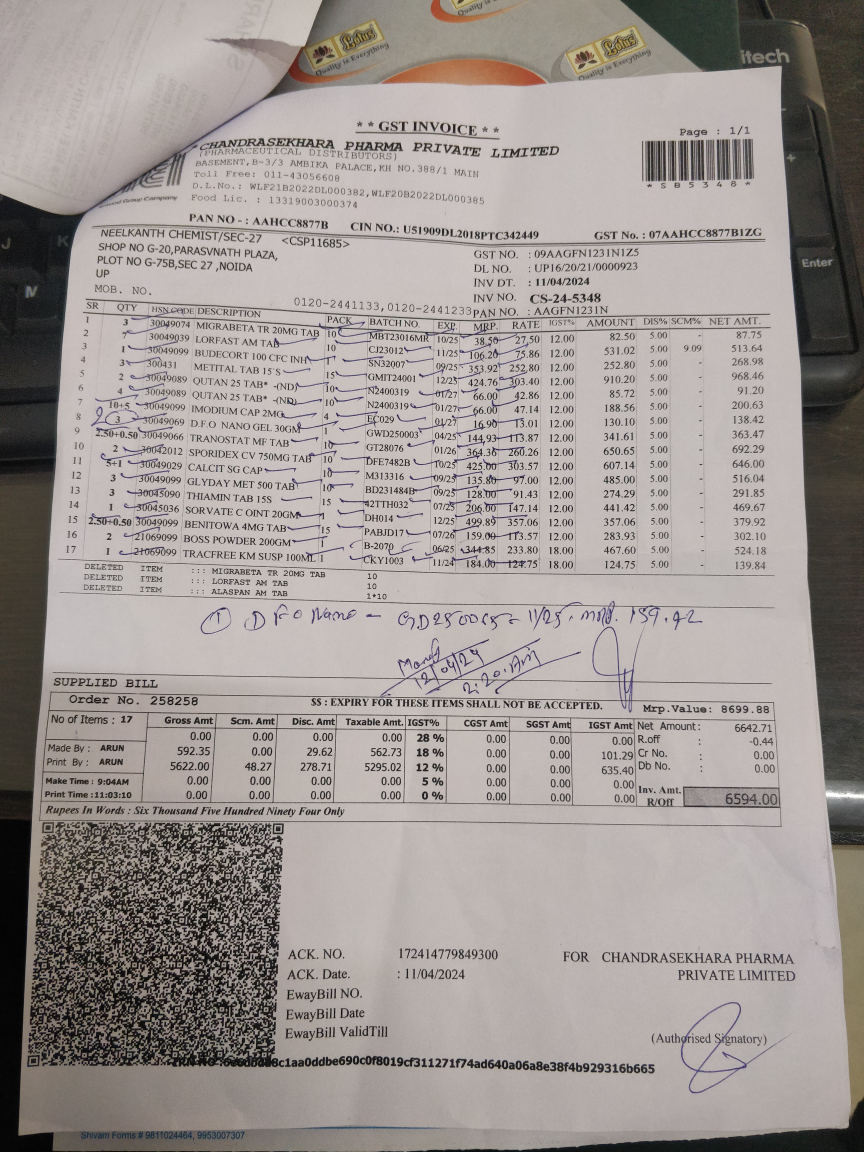 Lotus
Quality is Everything
Lotus
Quality is Everything
itech
** GST INVOICE **
Page : 1/1
CHANDRASEKHARA PHARMA PRIVATE LIMITED
(PHARMACEUTICAL DISTRIBUTORS)
BASEMENT,B-3/3 AMBIKA PALACE,KH NO.388/1 MAIN
Toll Free: 011-43056608
D.L.No.: WLF21B2022DL000382,WLF20B2022DL000385
Food Lic. : 13319003000374
*SB5348*
PAN NO - : AAHCC8877B CIN NO.: U51909DL2018PTC342449 GST No. : 07AAHCC8877B1ZG
NEELKANTH CHEMIST/SEC-27 <CSP11685>
SHOP NO G-20,PARASVNATH PLAZA,
PLOT NO G-75B,SEC 27 ,NOIDA
UP
MOB. NO. 0120-2441133,0120-2441233
GST NO. : 09AAGFN1231N1Z5
DL NO. : UP16/20/21/0000923
INV DT. : 11/04/2024
INV NO. CS-24-5348
PAN NO. : AAGFN1231N
SR QTY HSN CODE DESCRIPTION PACK BATCH NO. EXP. MRP. RATE IGST% AMOUNT DIS% SCM% NET AMT.
1 3 30049074 MIGRABETA TR 20MG TAB 10 MBT23016MR 10/25 38.50 27.50 12.00 82.50 5.00 87.75
2 7 30049039 LORFAST AM TAB 10 CJ23012 11/25 106.20 75.86 12.00 531.02 5.00 9.09 513.64
3 1 30049099 BUDECORT 100 CFC INH 1 SN32007 09/25 353.92 252.80 12.00 252.80 5.00 - 268.98
4 3 300431 METITAL TAB 15'S 15 GMIT24001 424.76 303.40 12.00 910.20 5.00 - 968.46
5 2 30049089 QUTAN 25 TAB* -(ND) 10 N2400319 01/27 66.00 42.86 12.00 85.72 5.00 - 91.20
6 4 30049089 QUTAN 25 TAB* -(ND) 10 N2400319 01/27 66.00 47.14 12.00 188.56 5.00 - 200.63
7 10+5 30049099 IMODIUM CAP 2MG 4 EC029 01/27 16.90 13.01 12.00 130.10 5.00 - 138.42
8 2 3 30049069 D.F.O NANO GEL 30GM 1 GWD250003 04/25 144.93 113.87 12.00 341.61 5.00 - 363.47
9 2.50+0.50 30049066 TRANOSTAT MF TAB 10 GT28076 01/26 364.36 260.26 12.00 650.65 5.00 - 692.29
10 2 30042012 SPORIDEX CV 750MG TAB 10 DFE7482B 10/25 425.00 303.57 12.00 607.14 5.00 - 646.00
11 5+1 30049029 CALCIT SG CAP 10 M313316 09/25 135.80 97.00 12.00 485.00 5.00 - 516.04
12 3 30049099 GLYDAY MET 500 TAB 10 BD231484B 09/25 128.00 91.43 12.00 274.29 5.00 - 291.85
13 3 30045090 THIAMIN TAB 15S 15 42TTH032 07/25 206.00 147.14 12.00 441.42 5.00 - 469.67
14 1 30045036 SORVATE C OINT 20GM 1 DH014 12/25 499.89 357.06 12.00 357.06 5.00 - 379.92
15 2.50+0.50 30049099 BENITOWA 4MG TAB 15 PABJD17 07/26 159.00 113.57 12.00 283.93 5.00 - 302.10
16 2 21069099 BOSS POWDER 200GM 1 B-2070 06/25 344.85 233.80 18.00 467.60 5.00 - 524.18
17 1 21069099 TRACFREE KM SUSP 100ML 1 CKY1003 11/24 184.00 124.75 18.00 124.75 5.00 - 139.84
DELETED ITEM ::: MIGRABETA TR 20MG TAB 10
DELETED ITEM ::: LORFAST AM TAB 10
DELETED ITEM ::: ALASPAN AM TAB 1*10
① D F O Nano - 11/25, 159.42
12/04/24
SUPPLIED BILL
Order No. 258258 $$ : EXPIRY FOR THESE ITEMS SHALL NOT BE ACCEPTED. Mrp.Value: 8699.88
No of Items : 17 Gross Amt Scm. Amt Disc. Amt Taxable Amt. IGST% CGST Amt SGST Amt IGST Amt Net Amount: 6642.71
0.00 0.00 0.00 0.00 28 % 0.00 0.00 0.00 R.off : -0.44
Made By : ARUN 592.35 0.00 29.62 562.73 18 % 0.00 0.00 101.29 Cr No. : 0.00
Print By : ARUN 5622.00 48.27 278.71 5295.02 12 % 0.00 0.00 635.40 Db No. : 0.00
Make Time : 9:04AM 0.00 0.00 0.00 0.00 5 % 0.00 0.00 0.00
Print Time :11:03:10 0.00 0.00 0.00 0.00 0 % 0.00 0.00 0.00 Inv. Amt. R/Off 6594.00
Rupees In Words : Six Thousand Five Hundred Ninety Four Only
ACK. NO. 172414779849300
ACK. Date. : 11/04/2024
EwayBill NO.
EwayBill Date
EwayBill ValidTill
FOR CHANDRASEKHARA PHARMA
PRIVATE LIMITED
(Authorised Signatory)
Shivam Forms # 9811024464, 9953007307